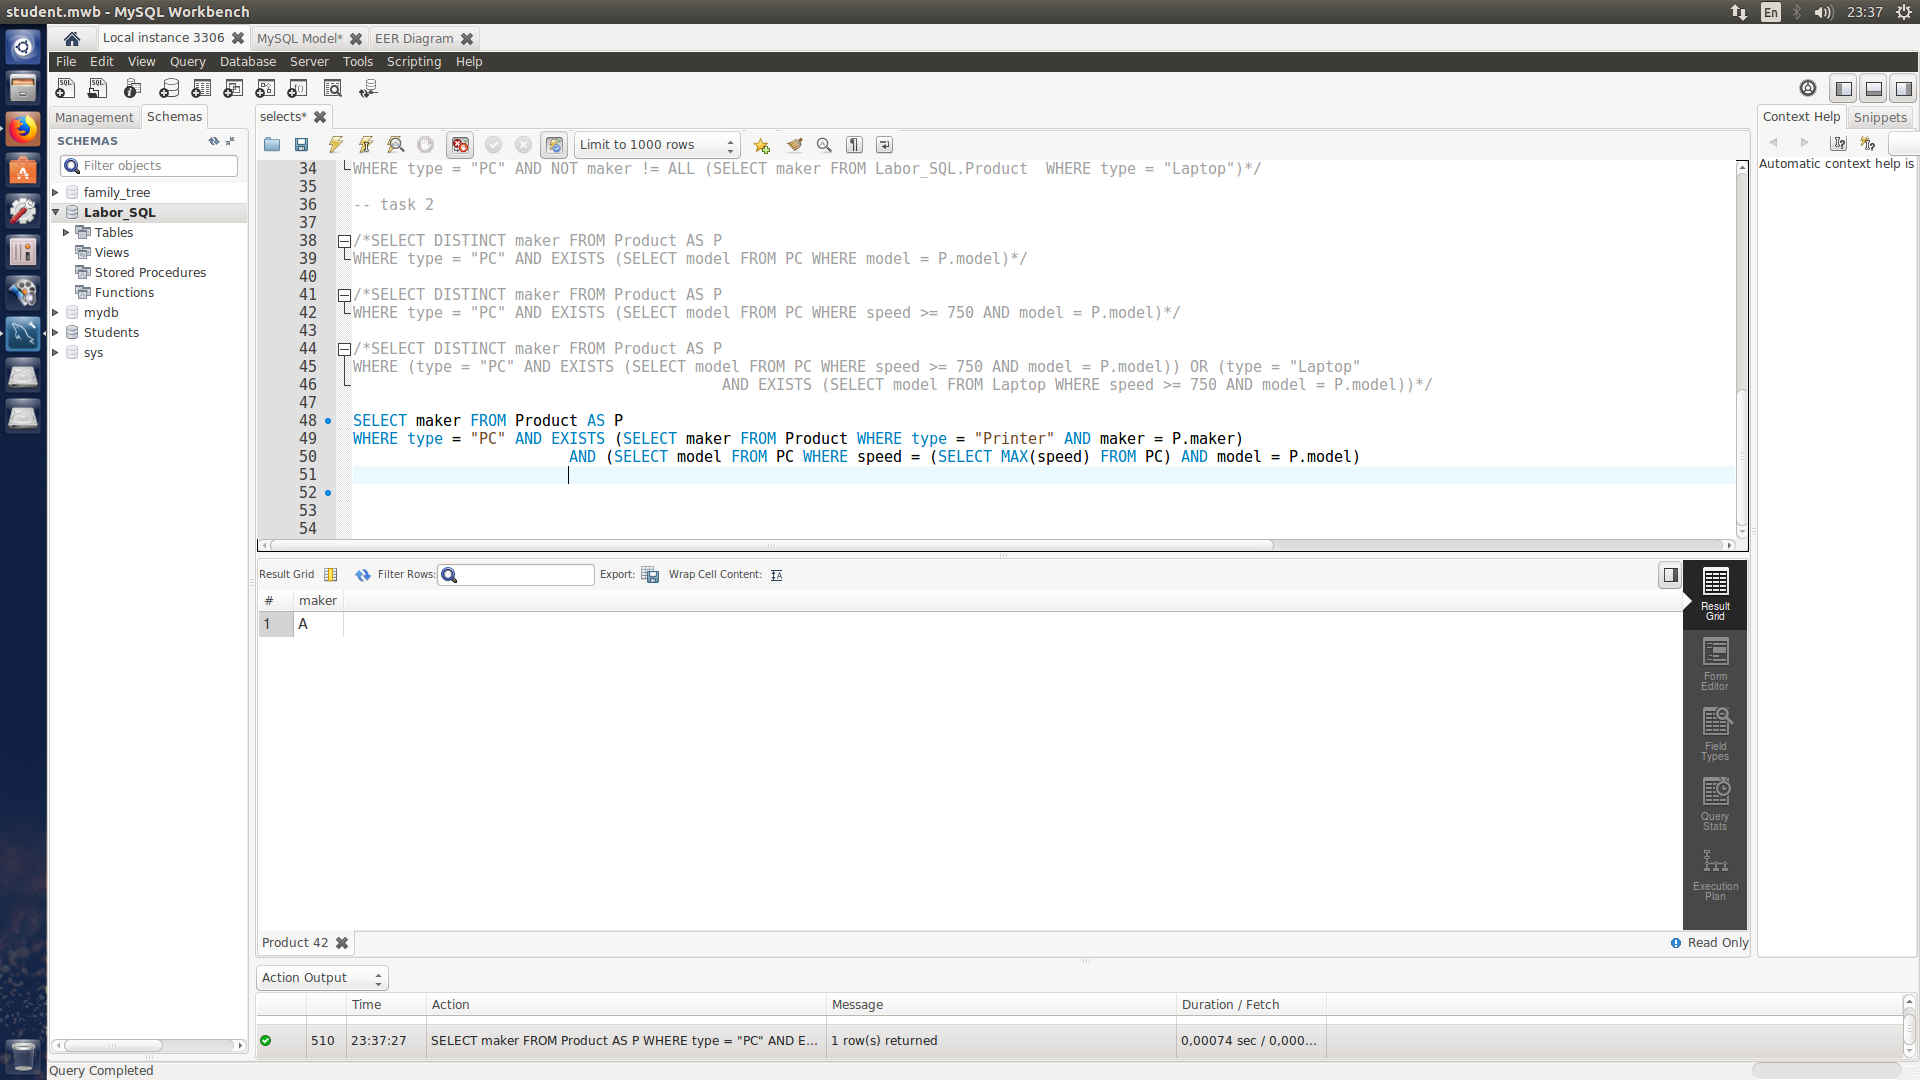 student.mwb - MySQL Workbench
En
23:37
Local instance 3306
MySQL Model*
EER Diagram
File Edit View Query Database Server Tools Scripting Help
Management
Schemas
selects*
Context Help
Snippets
SCHEMAS
Limit to 1000 rows
Filter objects
Automatic context help is
family_tree
Labor_SQL
Tables
Views
Stored Procedures
Functions
mydb
Students
sys
34 WHERE type = "PC" AND NOT maker != ALL (SELECT maker FROM Labor_SQL.Product  WHERE type = "Laptop")*/
35
36 -- task 2
37
38 /*SELECT DISTINCT maker FROM Product AS P
39 WHERE type = "PC" AND EXISTS (SELECT model FROM PC WHERE model = P.model)*/
40
41 /*SELECT DISTINCT maker FROM Product AS P
42 WHERE type = "PC" AND EXISTS (SELECT model FROM PC WHERE speed >= 750 AND model = P.model)*/
43
44 /*SELECT DISTINCT maker FROM Product AS P
45 WHERE (type = "PC" AND EXISTS (SELECT model FROM PC WHERE speed >= 750 AND model = P.model)) OR (type = "Laptop"
46 AND EXISTS (SELECT model FROM Laptop WHERE speed >= 750 AND model = P.model))*/
47
48 SELECT maker FROM Product AS P
49 WHERE type = "PC" AND EXISTS (SELECT maker FROM Product WHERE type = "Printer" AND maker = P.maker)
50 AND (SELECT model FROM PC WHERE speed = (SELECT MAX(speed) FROM PC) AND model = P.model)
51
52
53
54
Result Grid
Filter Rows:
Export:
Wrap Cell Content:
# maker
1 A
Result
Grid
Form
Editor
Field
Types
Query
Stats
Execution
Plan
Product 42
Read Only
Action Output
Time Action Message Duration / Fetch
510 23:37:27 SELECT maker FROM Product AS P WHERE type = "PC" AND E... 1 row(s) returned 0,00074 sec / 0,000...
Query Completed